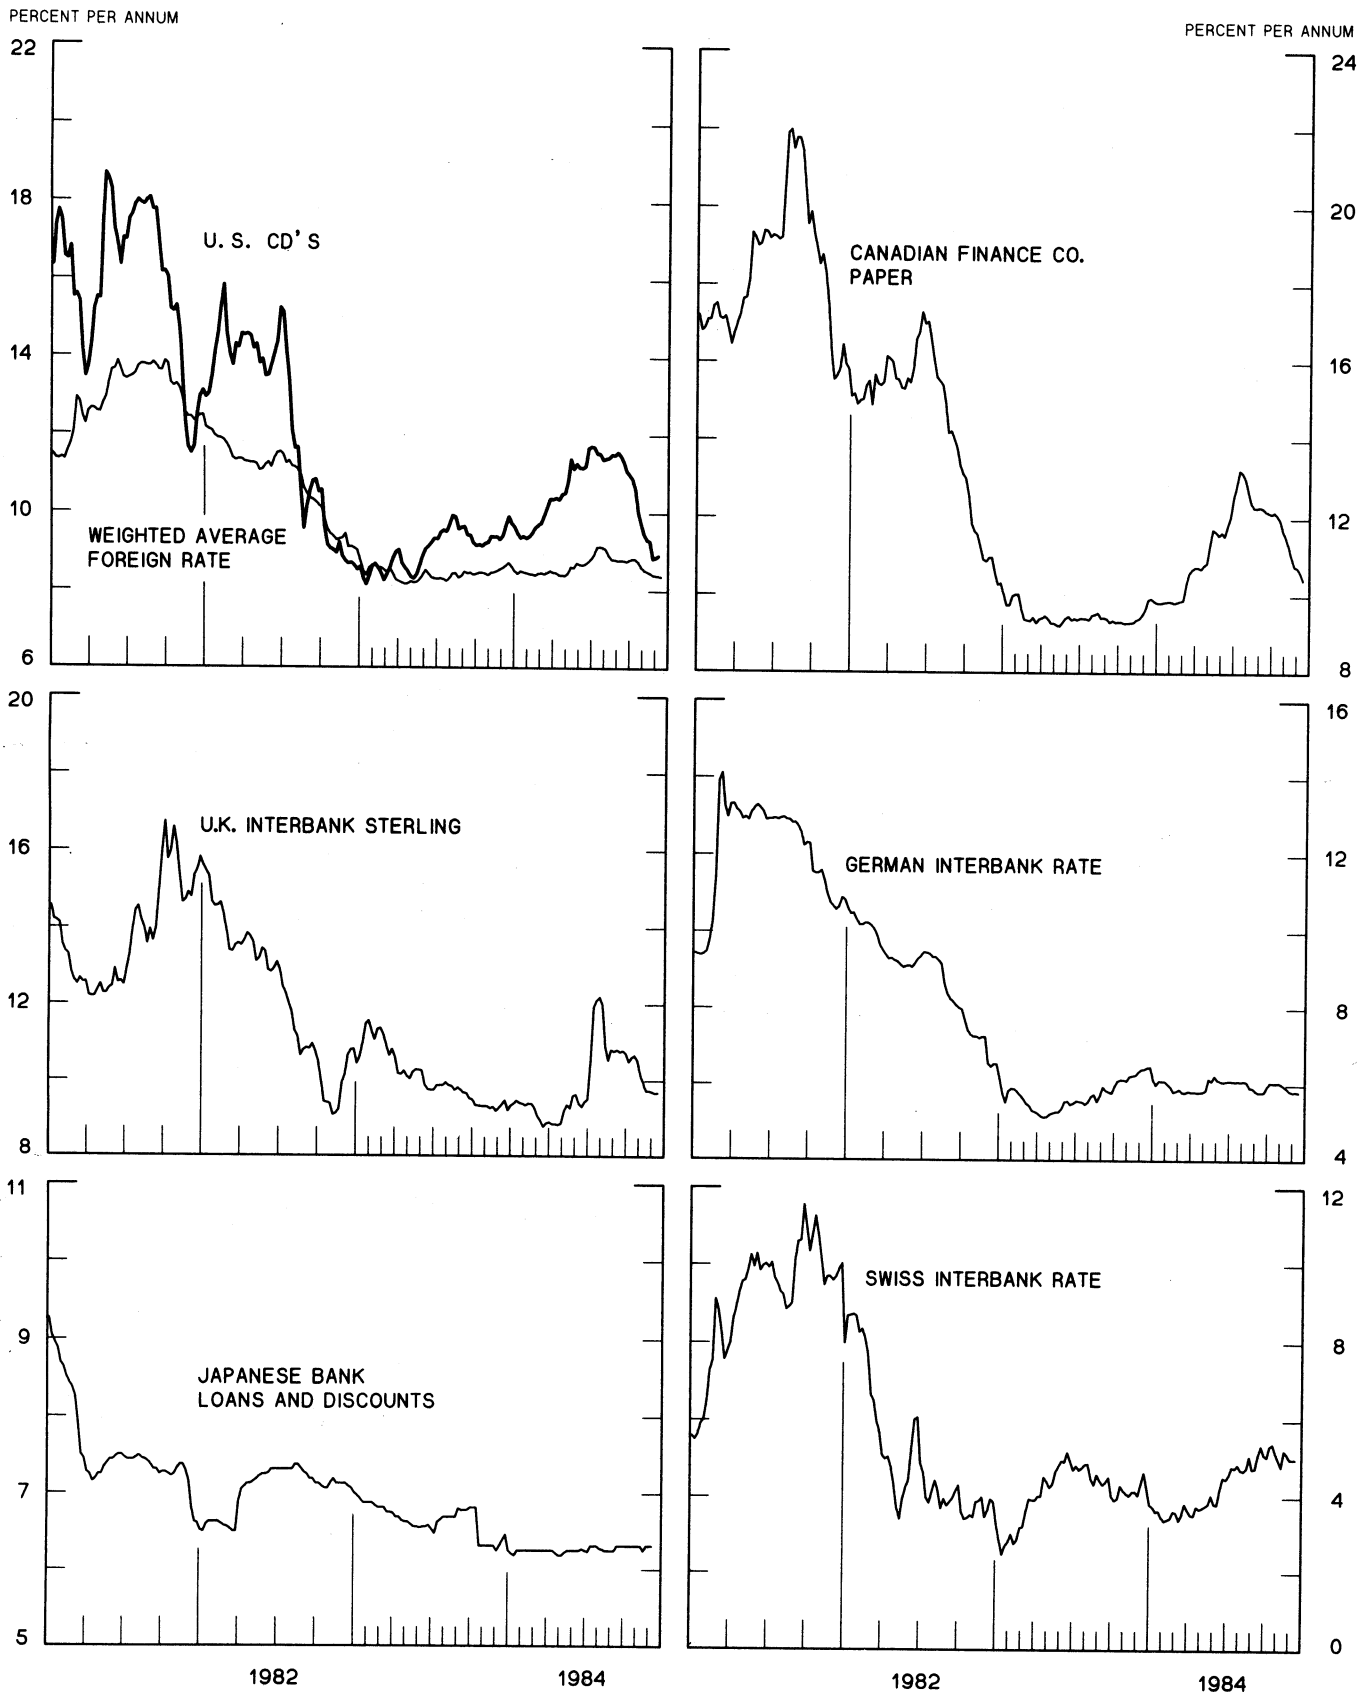 PERCENT PER ANNUM
PERCENT PER ANNUM
22
18
14
10
6
U. S. CD'S
WEIGHTED AVERAGE
FOREIGN RATE
24
20
16
12
8
CANADIAN FINANCE CO.
PAPER
20
16
12
8
U.K. INTERBANK STERLING
16
12
8
4
GERMAN INTERBANK RATE
11
9
7
5
JAPANESE BANK
LOANS AND DISCOUNTS
12
8
4
0
SWISS INTERBANK RATE
1982
1984
1982
1984